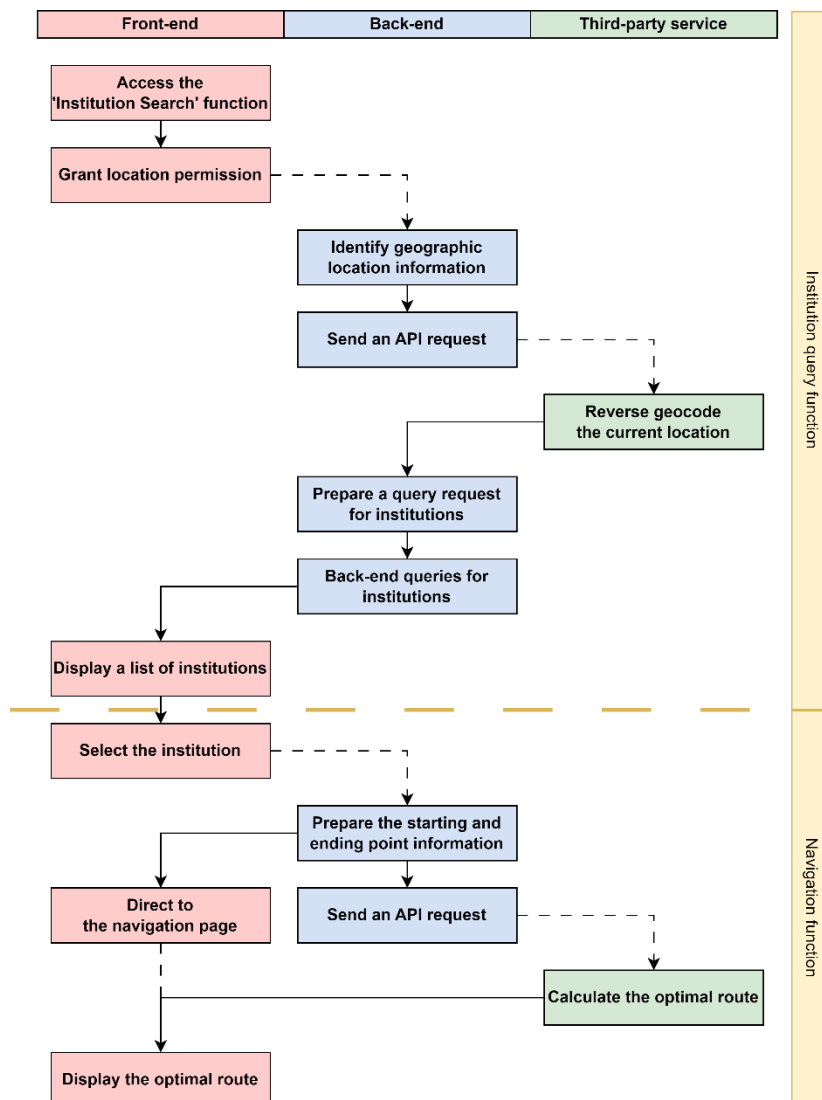 Front-end
Back-end
Third-party service
Access the
'Institution Search' function
Grant location permission
Identify geographic
location information
Send an API request
Reverse geocode
the current location
Prepare a query request
for institutions
Back-end queries for
institutions
Display a list of institutions
Institution query function
Select the institution
Prepare the starting and
ending point information
Direct to
the navigation page
Send an API request
Calculate the optimal route
Display the optimal route
Navigation function